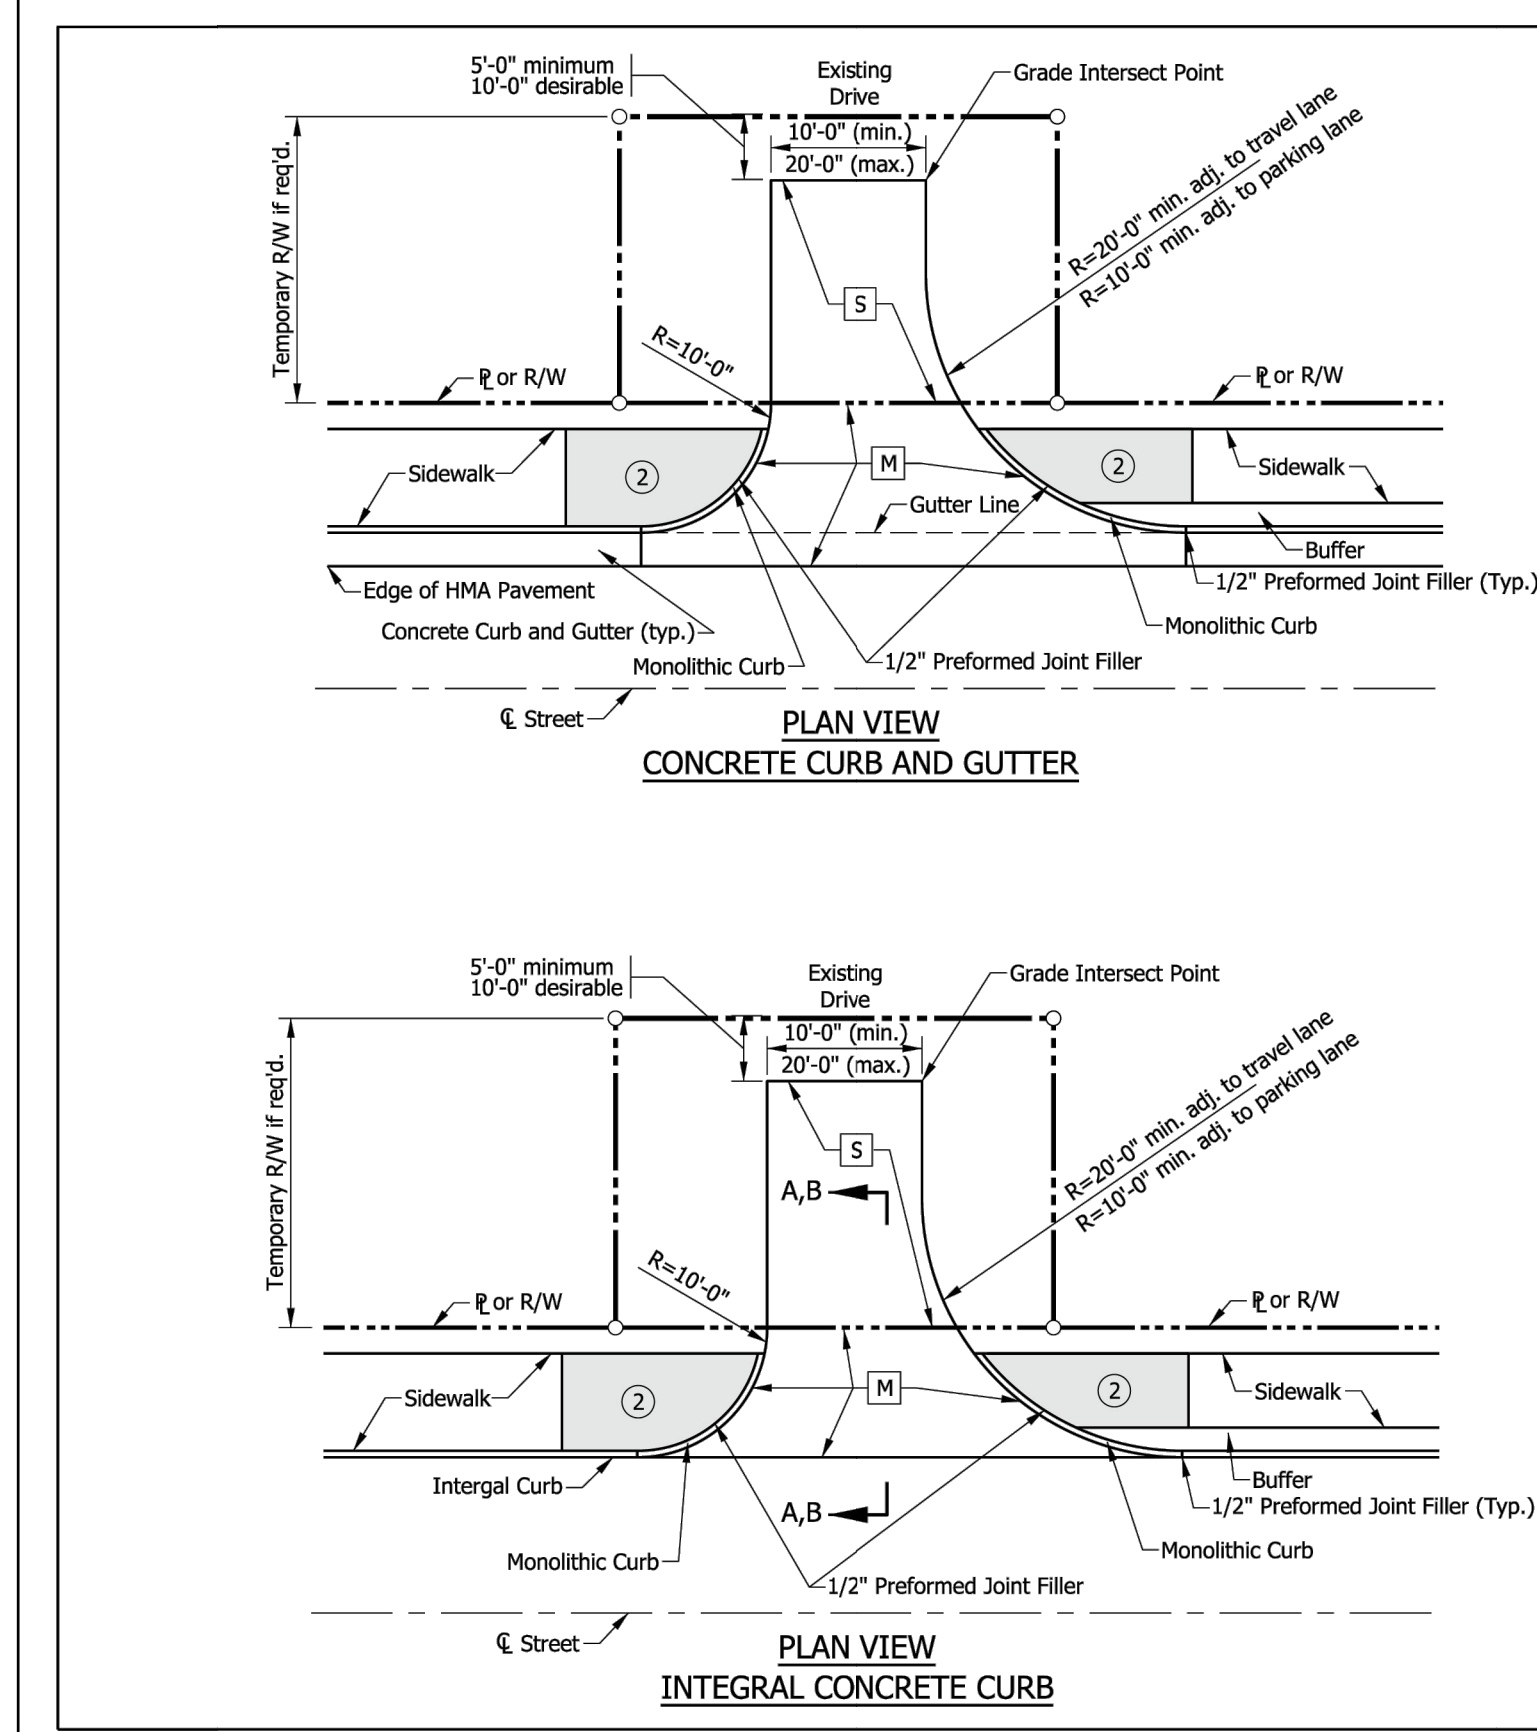 5'-0" minimum
10'-0" desirable
Existing
Drive
Grade Intersect Point
10'-0" (min.)
20'-0" (max.)
R=20'-0" min. adj. to travel lane
R=10'-0" min. adj. to parking lane
Temporary R/W if req'd.
S
R=10'-0"
℄ or R/W
℄ or R/W
Sidewalk
2
M
2
Sidewalk
Gutter Line
Buffer
Edge of HMA Pavement
1/2" Preformed Joint Filler (Typ.)
Concrete Curb and Gutter (typ.)
Monolithic Curb
Monolithic Curb
1/2" Preformed Joint Filler
℄ Street
PLAN VIEW
CONCRETE CURB AND GUTTER
5'-0" minimum
10'-0" desirable
Existing
Drive
Grade Intersect Point
10'-0" (min.)
20'-0" (max.)
R=20'-0" min. adj. to travel lane
R=10'-0" min. adj. to parking lane
Temporary R/W if req'd.
S
A,B
R=10'-0"
℄ or R/W
℄ or R/W
Sidewalk
2
M
2
Sidewalk
Intergal Curb
Buffer
1/2" Preformed Joint Filler (Typ.)
A,B
Monolithic Curb
Monolithic Curb
1/2" Preformed Joint Filler
℄ Street
PLAN VIEW
INTEGRAL CONCRETE CURB